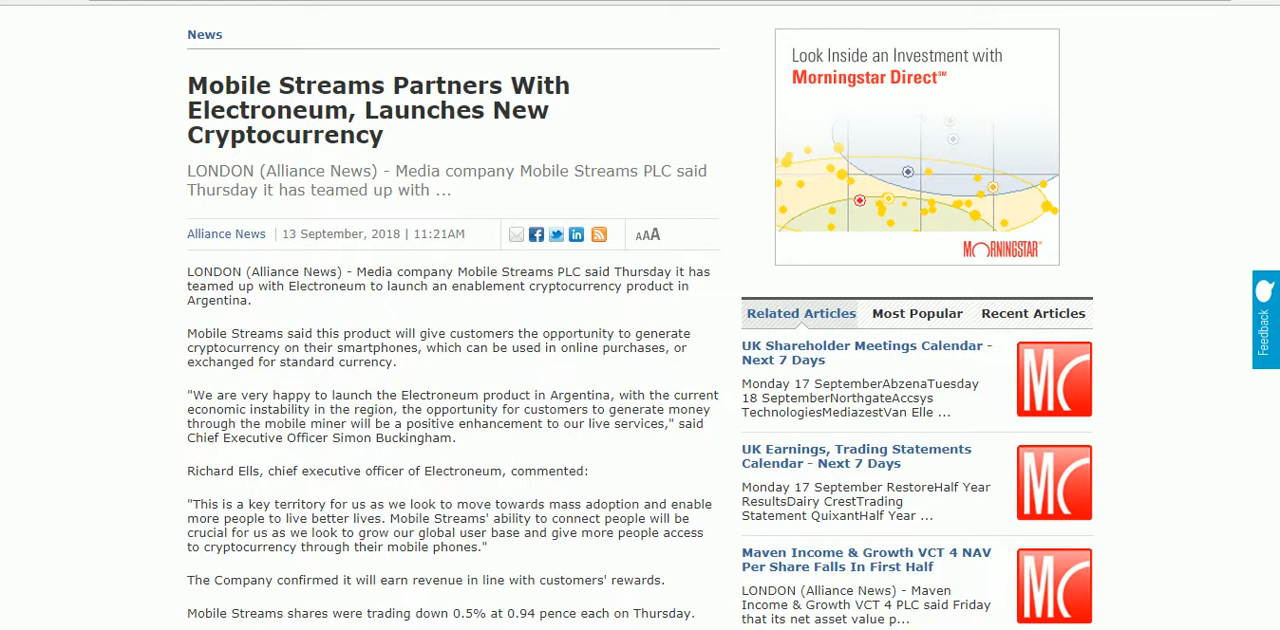 News
Mobile Streams Partners With
Electroneum, Launches New
Cryptocurrency
LONDON (Alliance News) - Media company Mobile Streams PLC said
Thursday it has teamed up with ...
Alliance News | 13 September, 2018 | 11:21AM
AAA
LONDON (Alliance News) - Media company Mobile Streams PLC said Thursday it has
teamed up with Electroneum to launch an enablement cryptocurrency product in
Argentina.
Mobile Streams said this product will give customers the opportunity to generate
cryptocurrency on their smartphones, which can be used in online purchases, or
exchanged for standard currency.
"We are very happy to launch the Electroneum product in Argentina, with the current
economic instability in the region, the opportunity for customers to generate money
through the mobile miner will be a positive enhancement to our live services," said
Chief Executive Officer Simon Buckingham.
Richard Ells, chief executive officer of Electroneum, commented:
"This is a key territory for us as we look to move towards mass adoption and enable
more people to live better lives. Mobile Streams' ability to connect people will be
crucial for us as we look to grow our global user base and give more people access
to cryptocurrency through their mobile phones."
The Company confirmed it will earn revenue in line with customers' rewards.
Mobile Streams shares were trading down 0.5% at 0.94 pence each on Thursday.
Look Inside an Investment with
Morningstar Direct℠
MORNINGSTAR®
Related Articles
Most Popular
Recent Articles
UK Shareholder Meetings Calendar -
Next 7 Days
Monday 17 SeptemberAbzenaTuesday
18 SeptemberNorthgateAccsys
TechnologiesMediazestVan Elle ...
MC
UK Earnings, Trading Statements
Calendar - Next 7 Days
Monday 17 September RestoreHalf Year
ResultsDairy CrestTrading
Statement QuixantHalf Year ...
MC
Maven Income & Growth VCT 4 NAV
Per Share Falls In First Half
LONDON (Alliance News) - Maven
Income & Growth VCT 4 PLC said Friday
that its net asset value p...
MC
Feedback